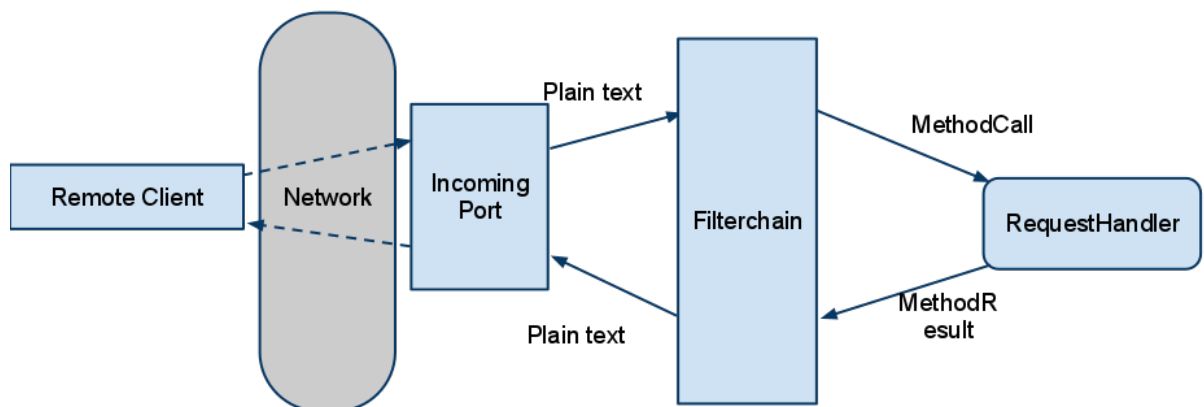 Plain text
MethodCall
Remote Client
Network
Incoming
Port
Filterchain
RequestHandler
MethodR
esult
Plain text